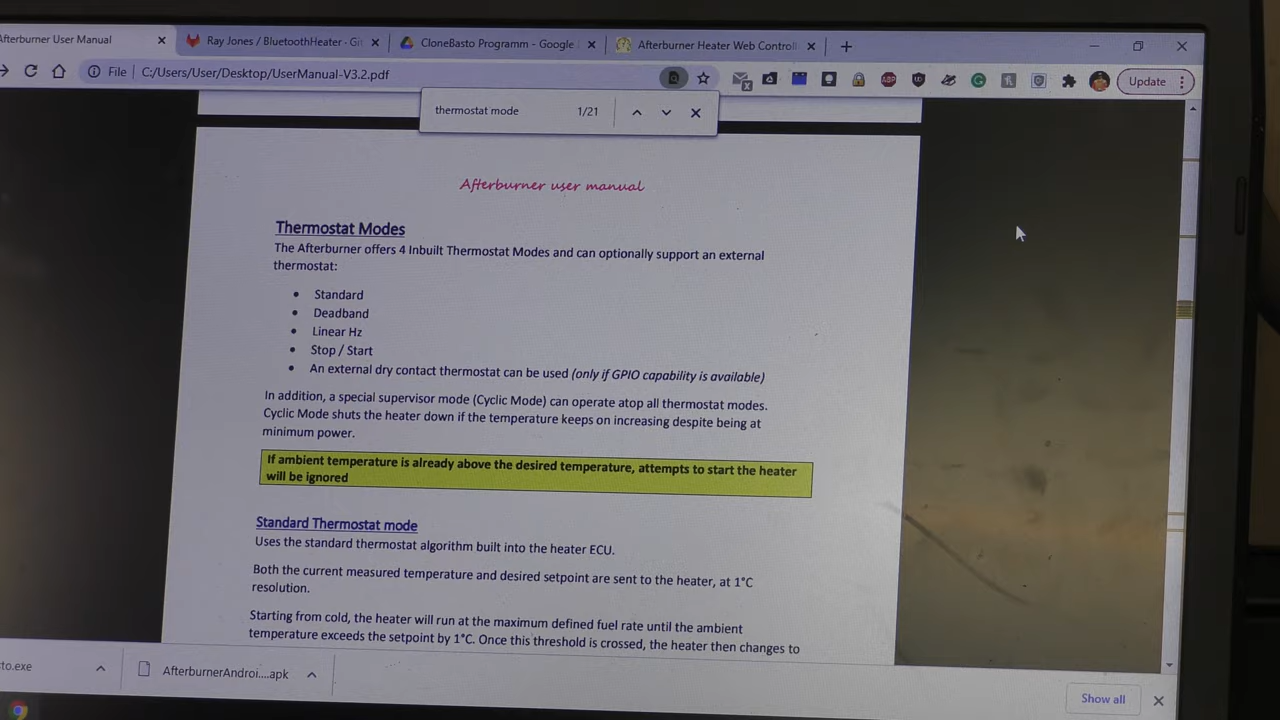 Afterburner User Manual
Ray Jones / BluetoothHeater · Git
CloneBasto Programm - Google
Afterburner Heater Web Controll
File
C:/Users/User/Desktop/UserManual-V3.2.pdf
Update
thermostat mode
1/21
Afterburner user manual
Thermostat Modes
The Afterburner offers 4 Inbuilt Thermostat Modes and can optionally support an external
thermostat:
• Standard
• Deadband
• Linear Hz
• Stop / Start
• An external dry contact thermostat can be used (only if GPIO capability is available)
In addition, a special supervisor mode (Cyclic Mode) can operate atop all thermostat modes.
Cyclic Mode shuts the heater down if the temperature keeps on increasing despite being at
minimum power.
If ambient temperature is already above the desired temperature, attempts to start the heater
will be ignored
Standard Thermostat mode
Uses the standard thermostat algorithm built into the heater ECU.
Both the current measured temperature and desired setpoint are sent to the heater, at 1°C
resolution.
Starting from cold, the heater will run at the maximum defined fuel rate until the ambient
temperature exceeds the setpoint by 1°C. Once this threshold is crossed, the heater then changes to
to.exe
AfterburnerAndroi....apk
Show all